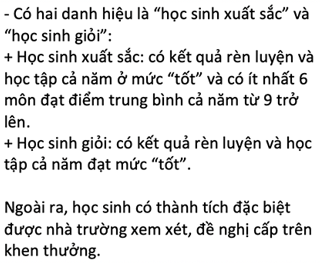 - Có hai danh hiệu là “học sinh xuất sắc” và
“học sinh giỏi”:
+ Học sinh xuất sắc: có kết quả rèn luyện và
học tập cả năm ở mức “tốt” và có ít nhất 6
môn đạt điểm trung bình cả năm từ 9 trở
lên.
+ Học sinh giỏi: có kết quả rèn luyện và học
tập cả năm đạt mức “tốt”.
Ngoài ra, học sinh có thành tích đặc biệt
được nhà trường xem xét, đề nghị cấp trên
khen thưởng.